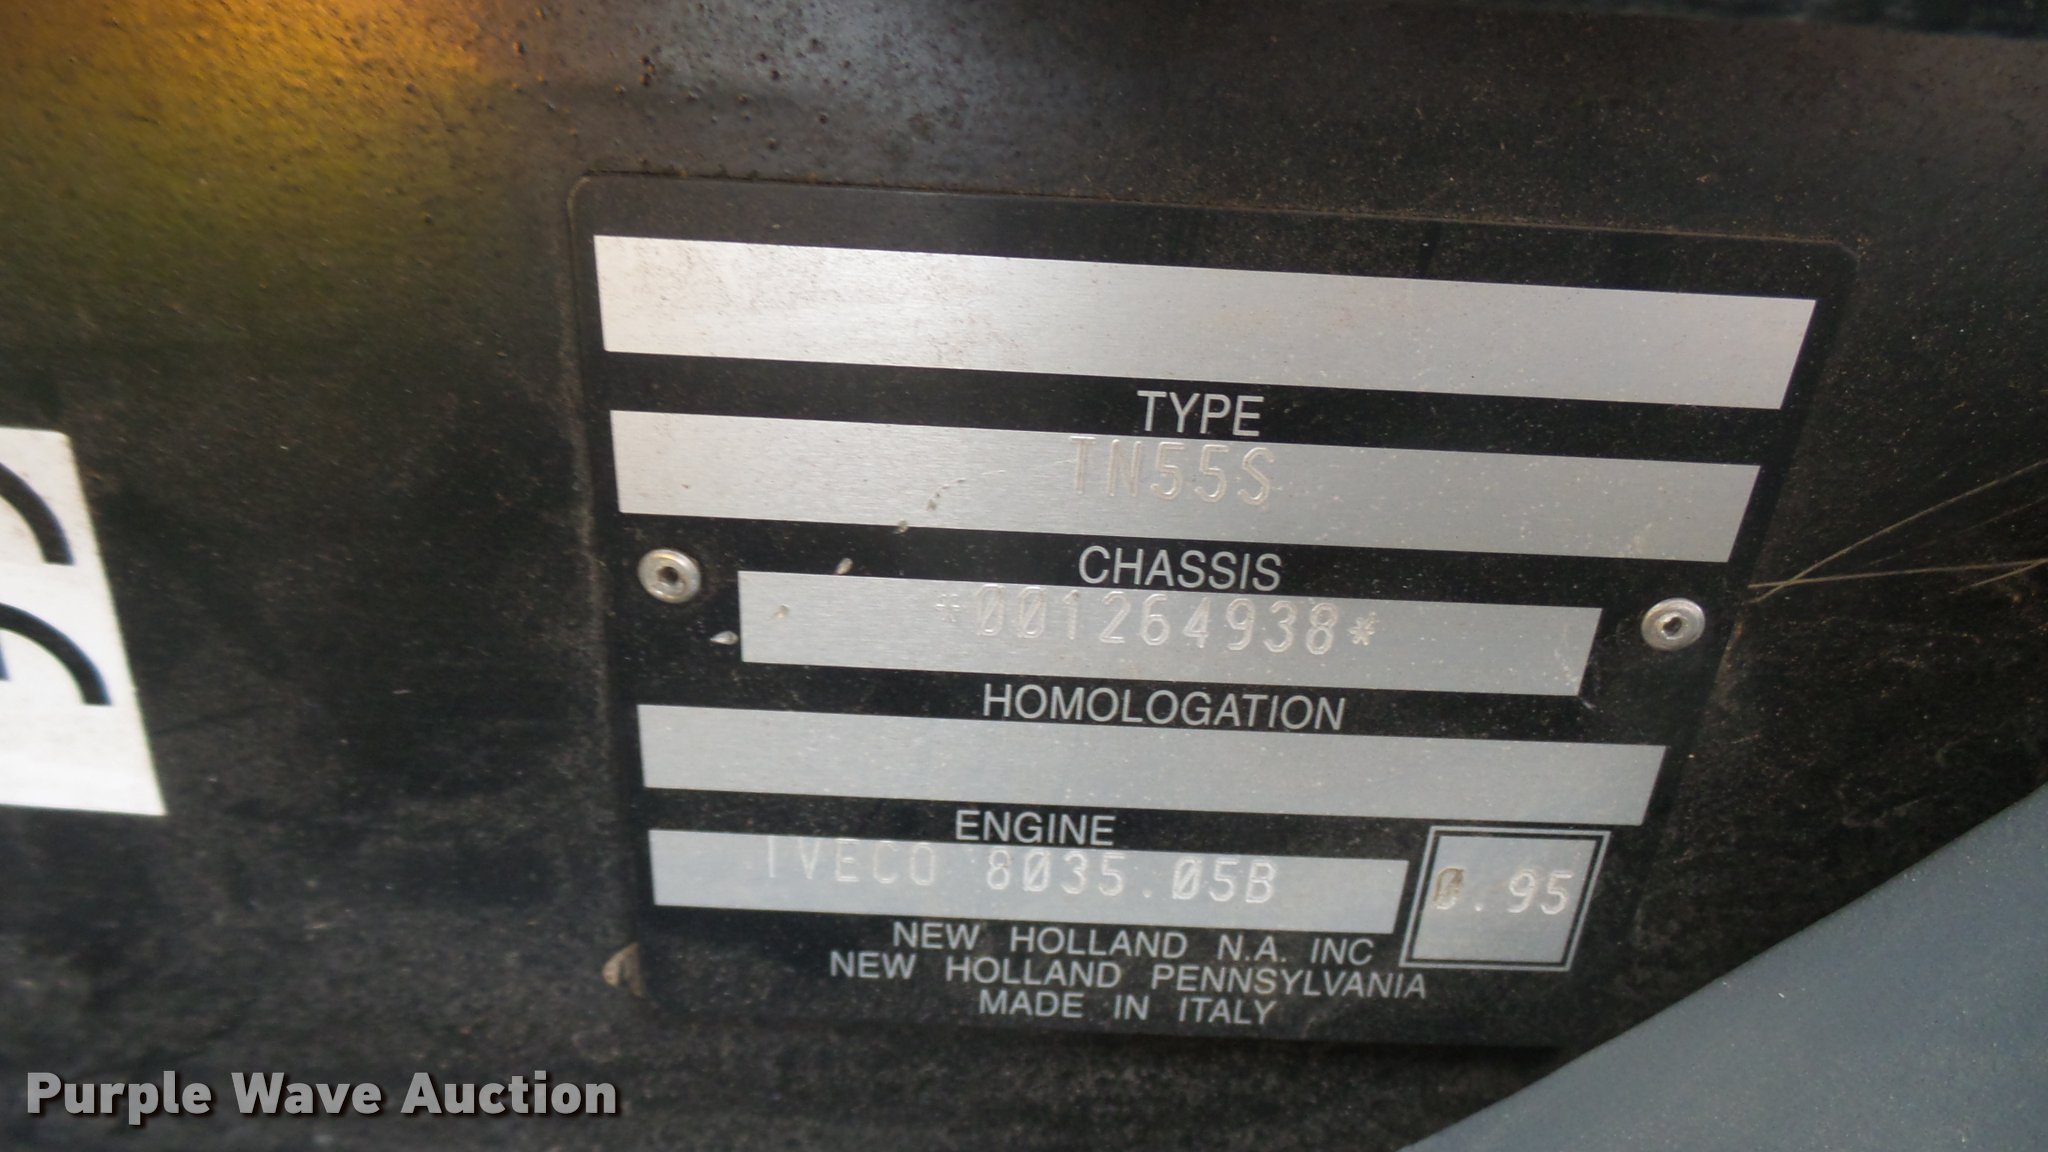 TYPE
TN55S
CHASSIS
*001264938*
HOMOLOGATION
ENGINE
IVECO 8035.05B
0.95
NEW HOLLAND N.A. INC
NEW HOLLAND PENNSYLVANIA
MADE IN ITALY
Purple Wave Auction